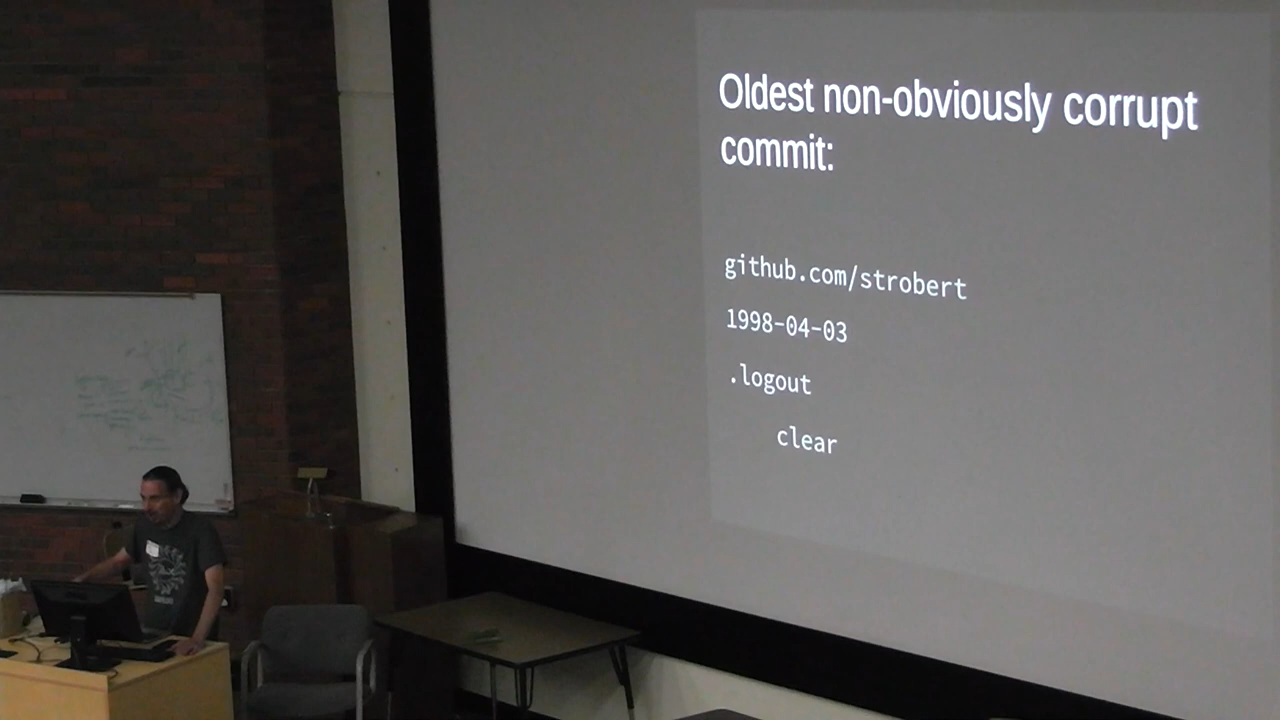 Oldest non-obviously corrupt
commit:
github.com/strobert
1998-04-03
.logout
clear